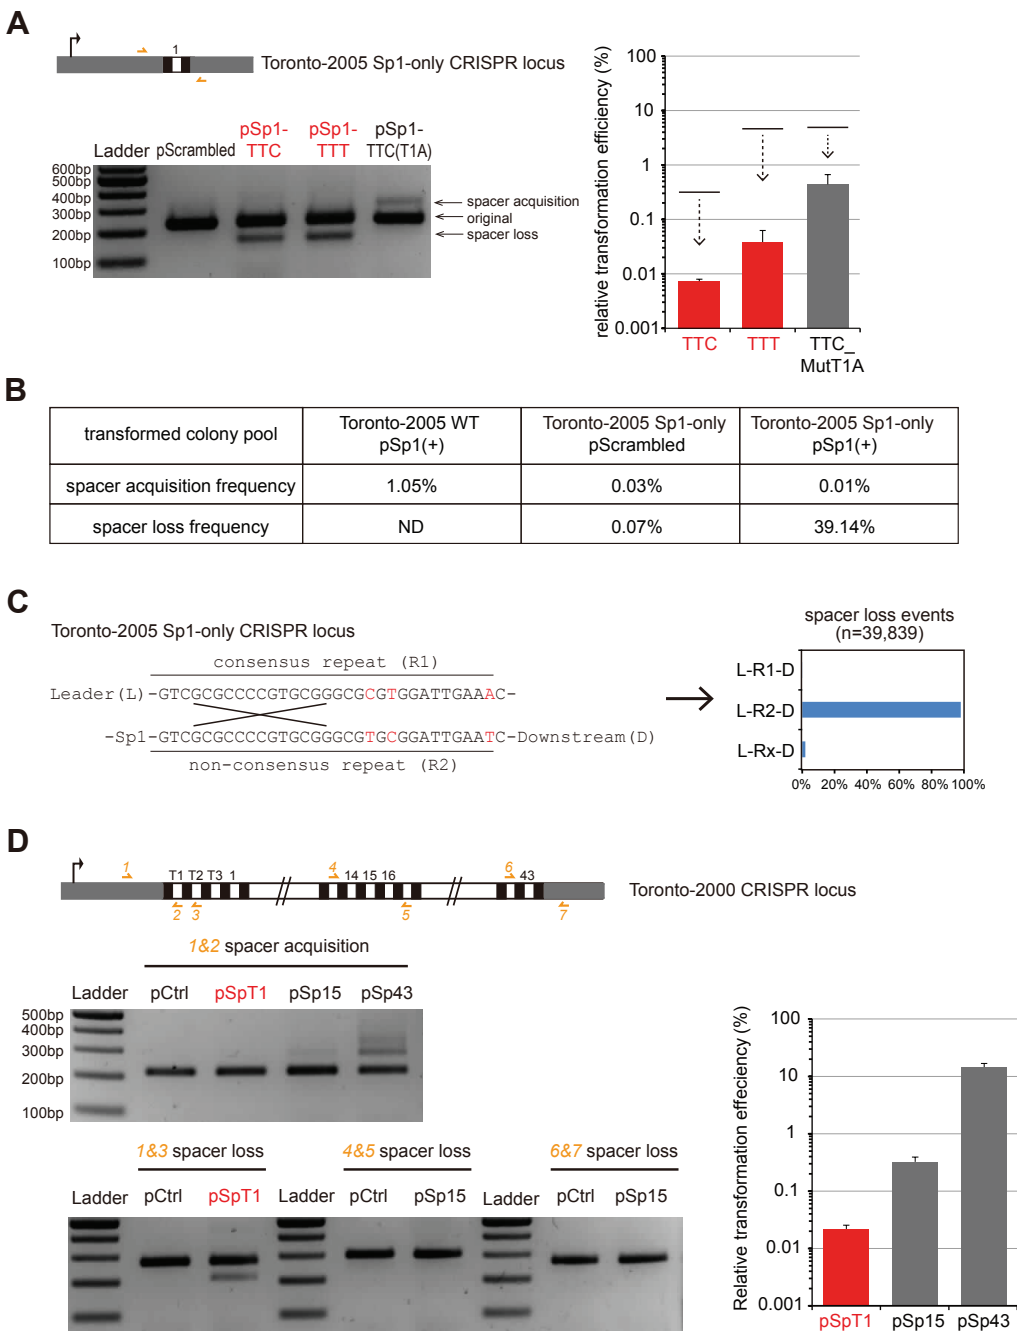 A
1
Toronto-2005 Sp1-only CRISPR locus
pSp1- pSp1- pSp1-
Ladder pScrambled TTC TTT TTC(T1A)
600bp
500bp
400bp
300bp
200bp
100bp
spacer acquisition
original
spacer loss
relative transformation efficiency (%)
100
10
1
0.1
0.01
0.001
TTC TTT TTC_
MutT1A
B
transformed colony pool
Toronto-2005 WT
pSp1(+)
Toronto-2005 Sp1-only
pScrambled
Toronto-2005 Sp1-only
pSp1(+)
spacer acquisition frequency 1.05% 0.03% 0.01%
spacer loss frequency ND 0.07% 39.14%
C
Toronto-2005 Sp1-only CRISPR locus
consensus repeat (R1)
Leader(L)-GTCGCGCCCCGTGCGGGCGCGTGGATTGAAAC-
-Sp1-GTCGCGCCCCGTGCGGGCGTGCGGATTGAATC-Downstream(D)
non-consensus repeat (R2)
spacer loss events
(n=39,839)
L-R1-D
L-R2-D
L-Rx-D
0% 20% 40% 60% 80% 100%
D
1 4 6
T1 T2 T3 1 14 15 16 43
2 3 5 7
Toronto-2000 CRISPR locus
1&2 spacer acquisition
Ladder pCtrl pSpT1 pSp15 pSp43
500bp
400bp
300bp
200bp
100bp
1&3 spacer loss 4&5 spacer loss 6&7 spacer loss
Ladder pCtrl pSpT1 Ladder pCtrl pSp15 Ladder pCtrl pSp15
Relative transformation effeciency (%)
100
10
1
0.1
0.01
0.001
pSpT1 pSp15 pSp43